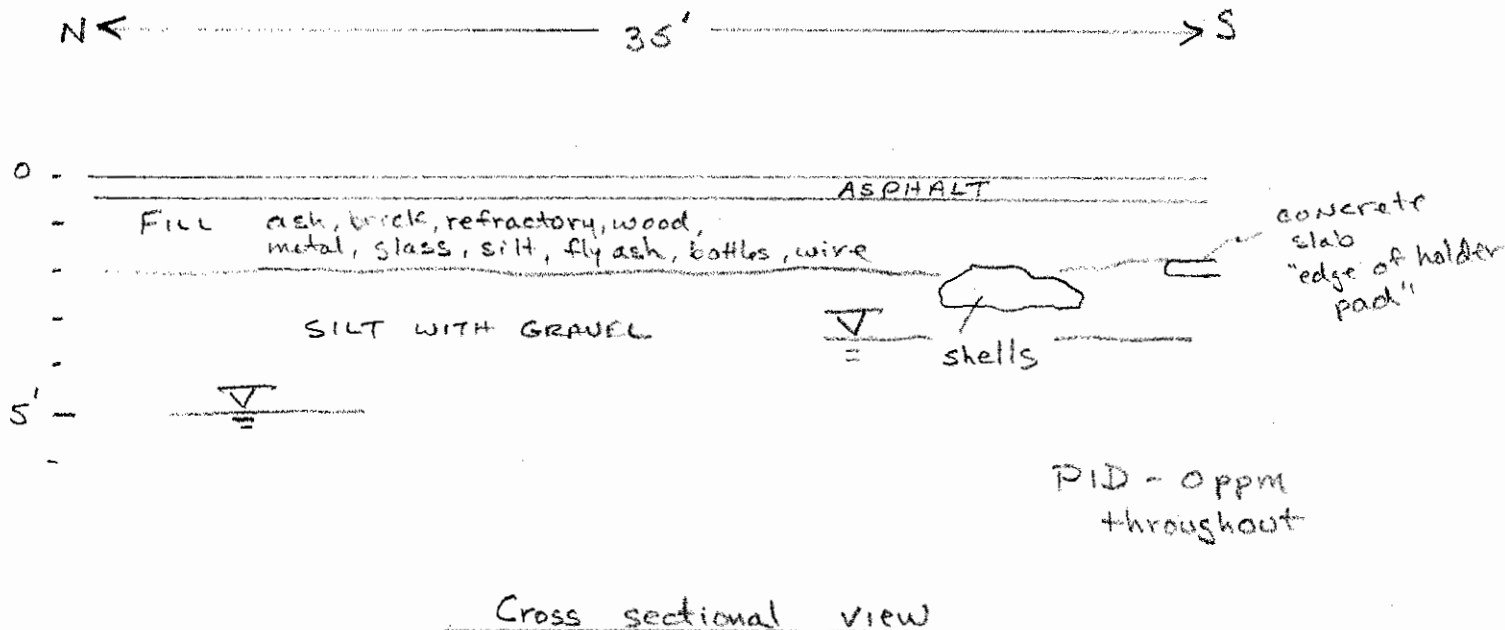 N 35' S
0
ASPHALT
FILL ash, brick, refractory, wood,
metal, glass, silt, fly ash, bottles, wire
concrete
slab
"edge of holder
pad"
SILT WITH GRAVEL
shells
5'
PID - 0 ppm
throughout
Cross sectional view